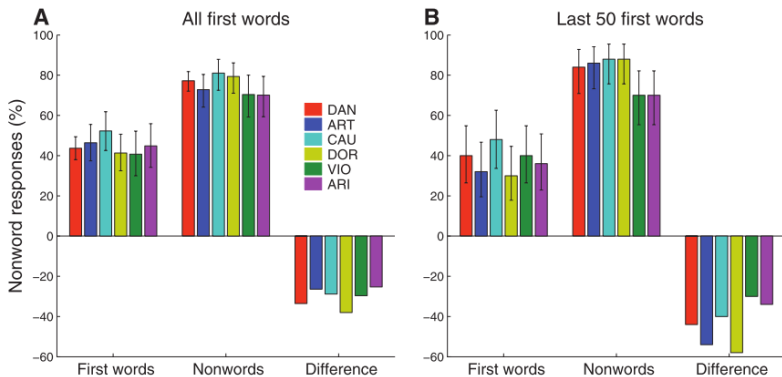 A All first words
100
80
60
40
20
0
−20
−40
−60
Nonword responses (%)
First words Nonwords Difference
DAN
ART
CAU
DOR
VIO
ARI
B Last 50 first words
100
80
60
40
20
0
−20
−40
−60
First words Nonwords Difference